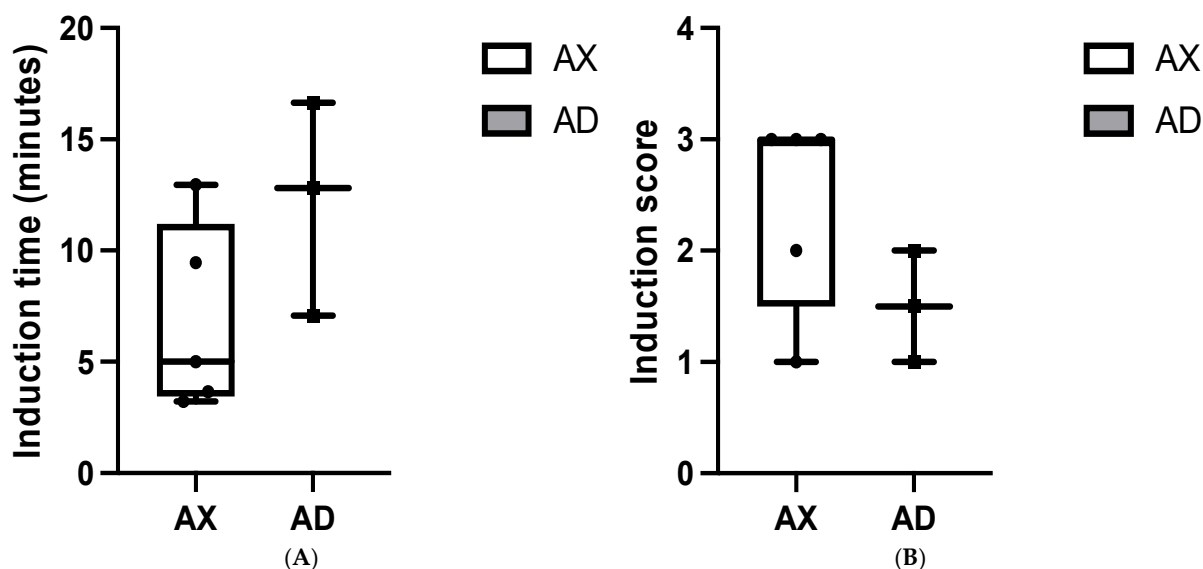 Induction time (minutes)
20
15
10
5
0
AX
AD
AX
AD
(A)
Induction score
4
3
2
1
0
AX
AD
AX
AD
(B)